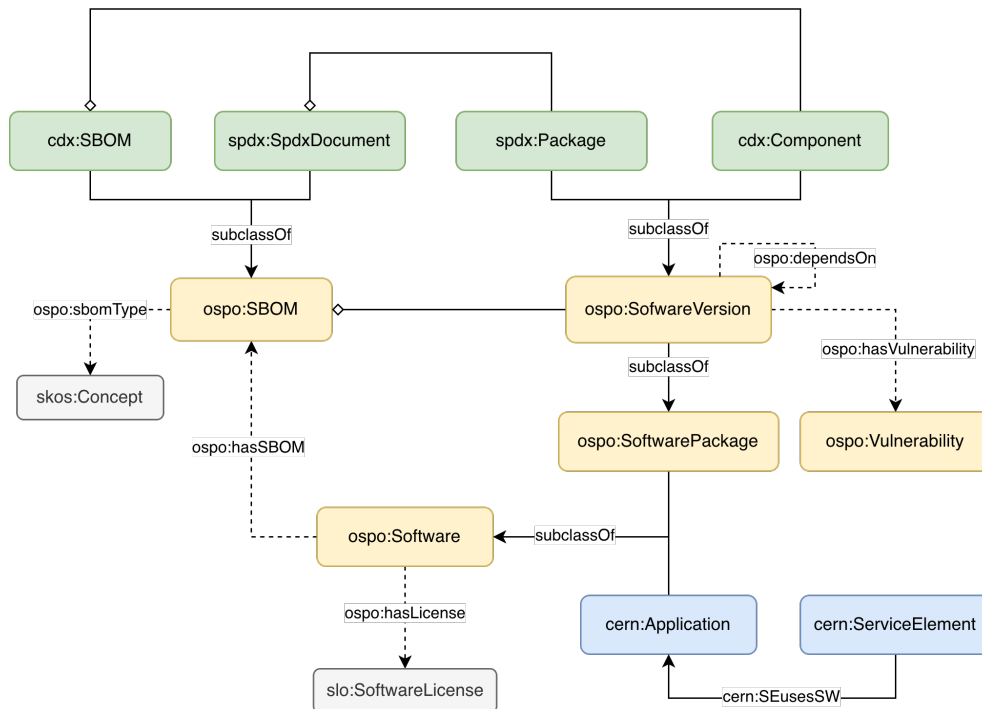 cdx:SBOM
spdx:SpdxDocument
spdx:Package
cdx:Component
subclassOf
subclassOf
ospo:dependsOn
ospo:sbomType
ospo:SBOM
ospo:SofwareVersion
ospo:hasVulnerability
subclassOf
skos:Concept
ospo:hasSBOM
ospo:SoftwarePackage
ospo:Vulnerability
ospo:Software
subclassOf
ospo:hasLicense
cern:Application
cern:ServiceElement
slo:SoftwareLicense
cern:SEusesSW